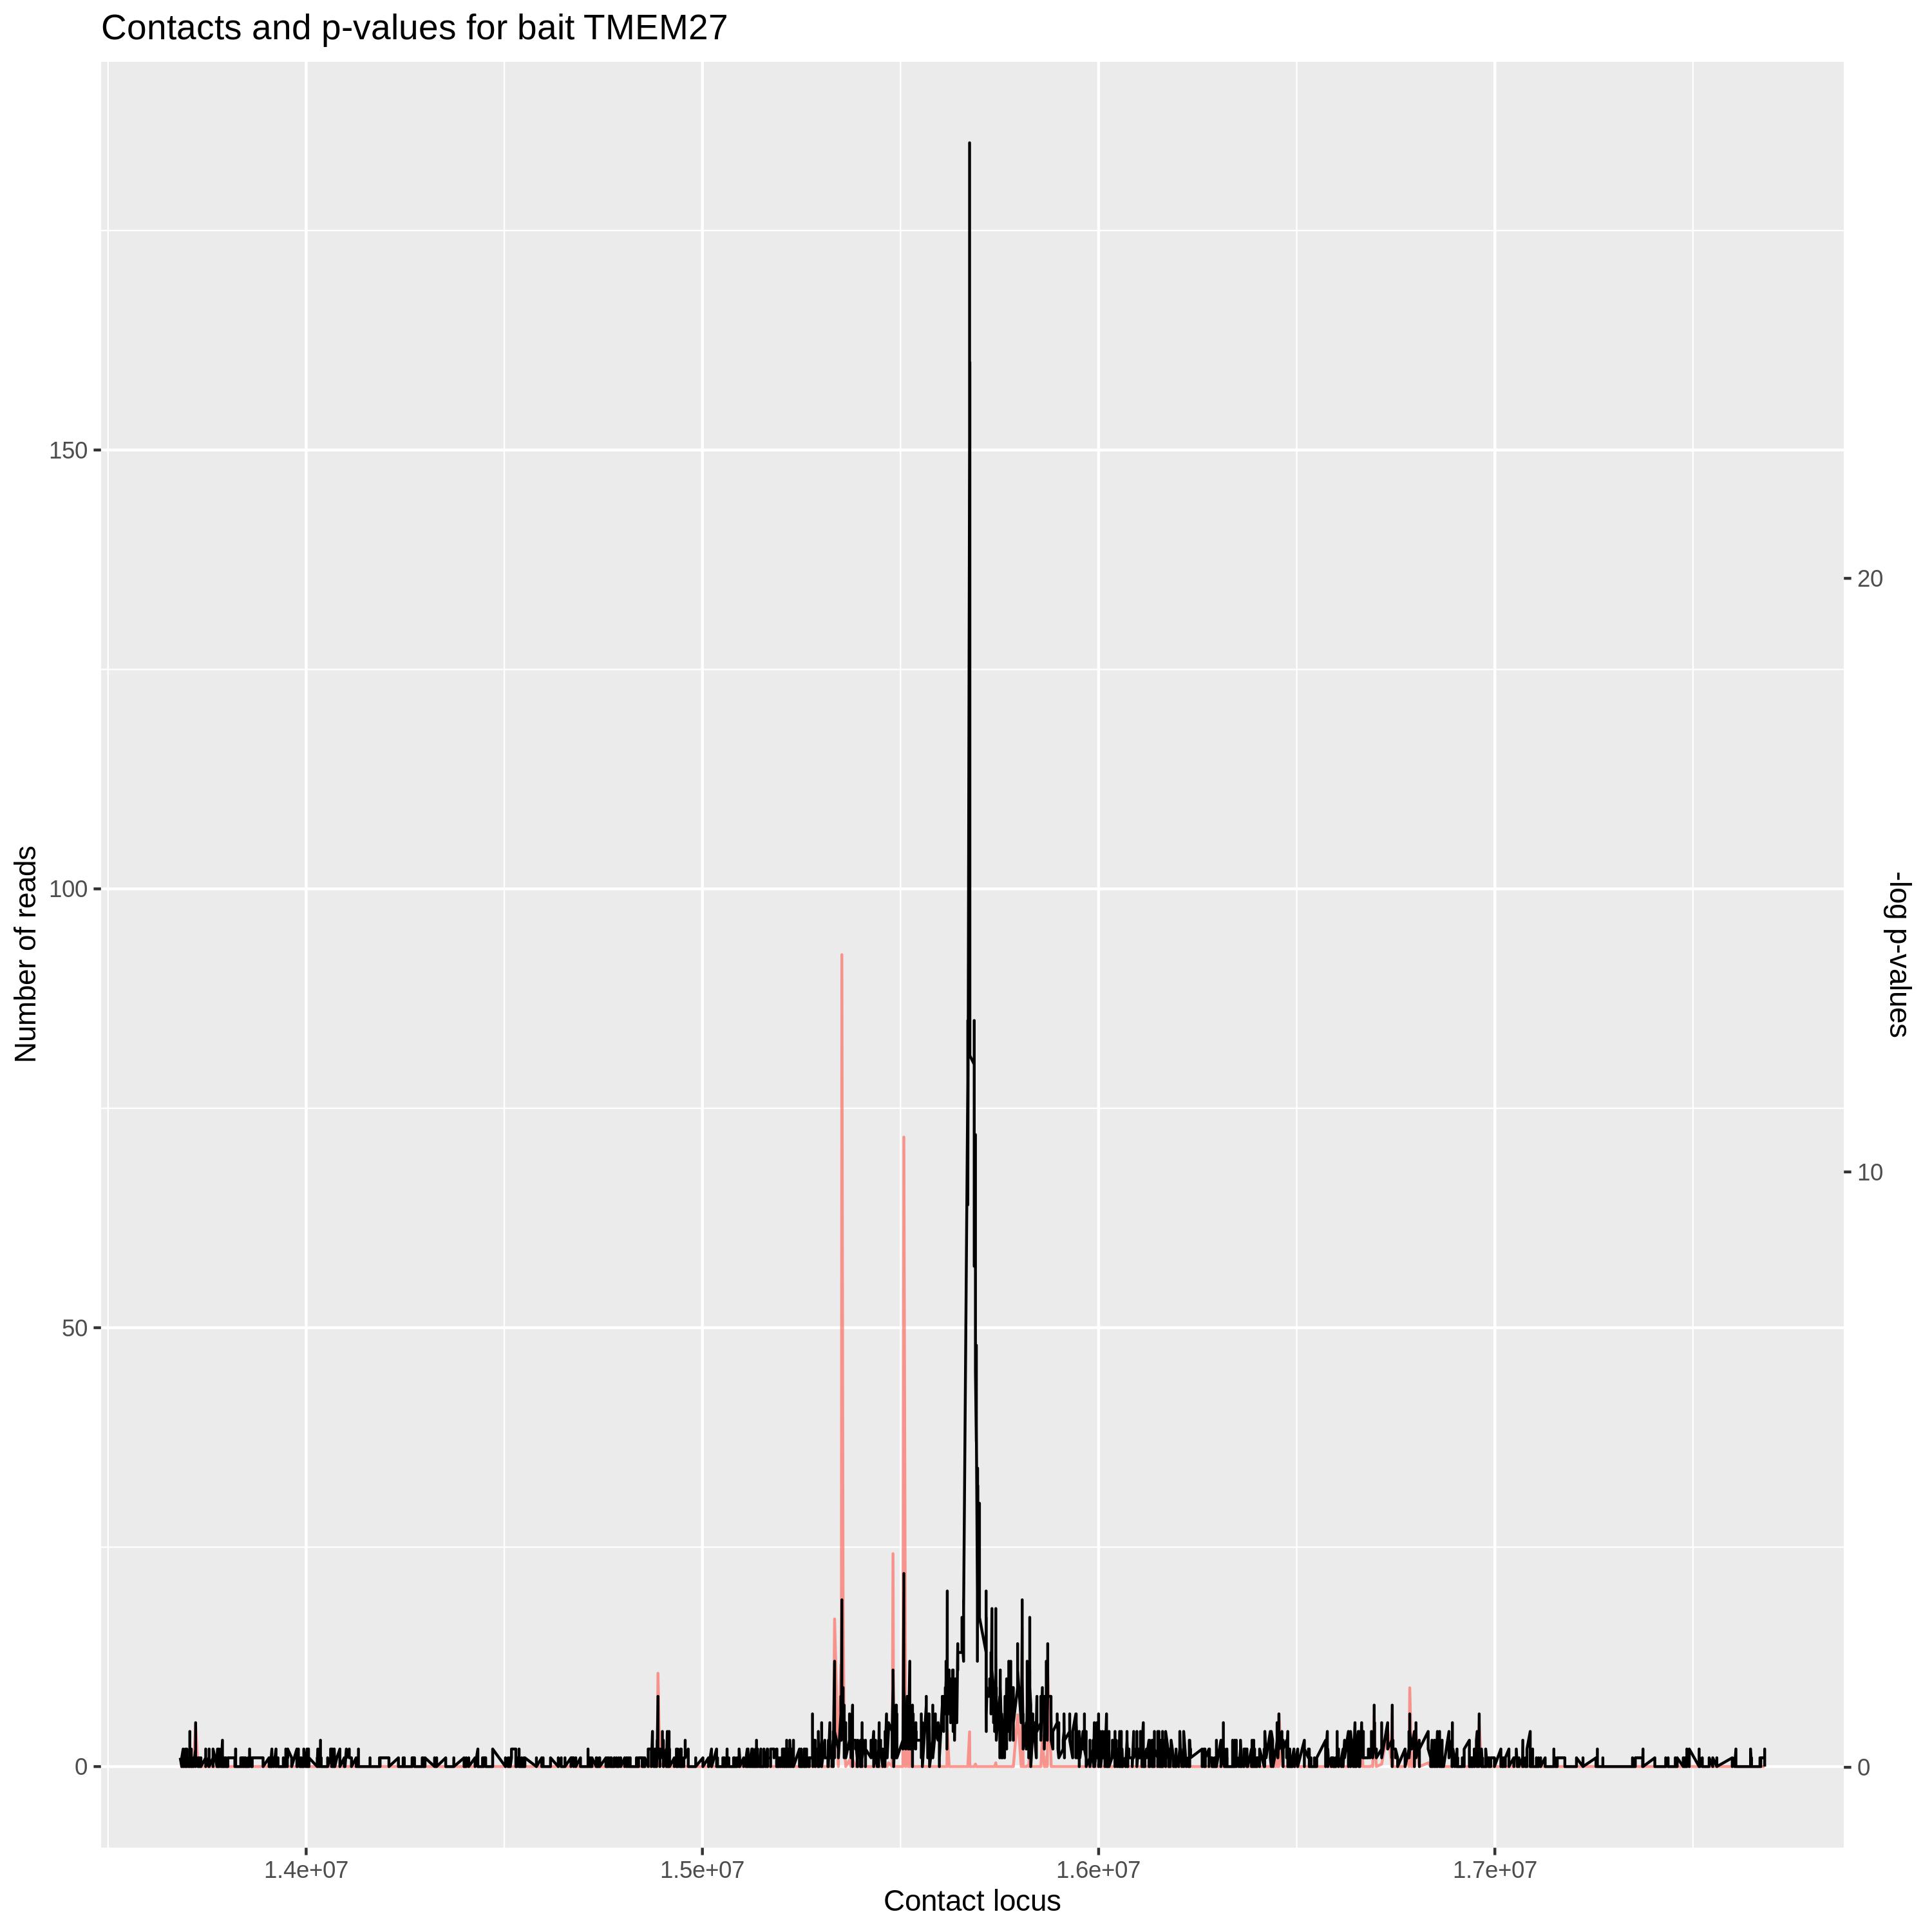 Contacts and p-values for bait TMEM27
150
100
50
0
20
10
0
Number of reads
-log p-values
1.4e+07
1.5e+07
1.6e+07
1.7e+07
Contact locus